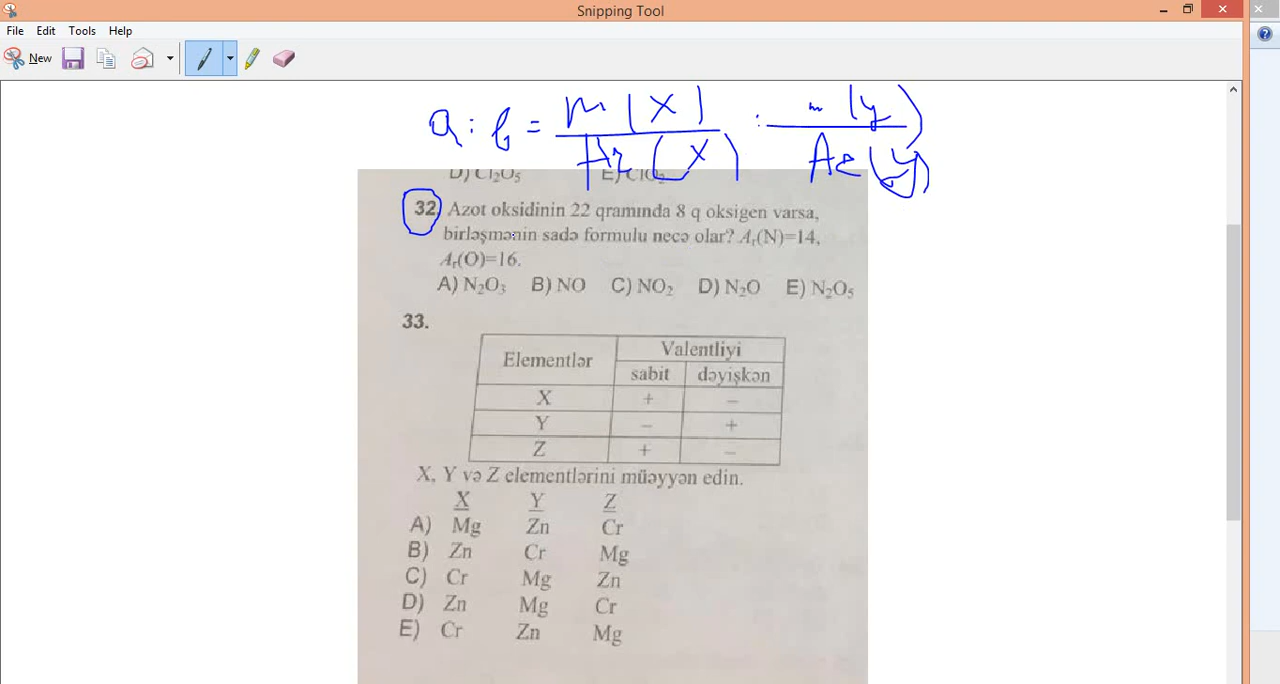 Snipping Tool
File Edit Tools Help
New
a : b = m(X) / Ar(X) : m(y) / Ar(y)
D) Cl₂O₅ E) ClO₂
32. Azot oksidinin 22 qramında 8 q oksigen varsa,
birləşmənin sadə formulu necə olar? Aᵣ(N)=14,
Aᵣ(O)=16.
A) N₂O₃ B) NO C) NO₂ D) N₂O E) N₂O₅
33.
Elementlər Valentliyi
sabit dəyişkən
X + –
Y – +
Z + –
X, Y və Z elementlərini müəyyən edin.
X Y Z
A) Mg Zn Cr
B) Zn Cr Mg
C) Cr Mg Zn
D) Zn Mg Cr
E) Cr Zn Mg